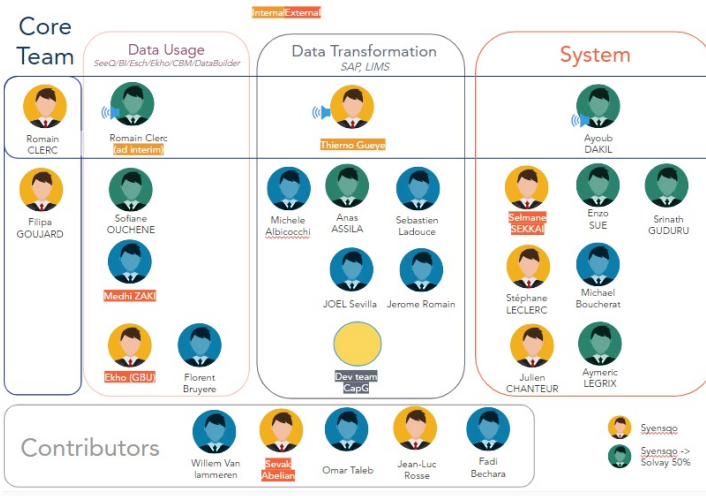 InternalExternal
Core
Team
Data Usage
SeeQ/BI/Esch/Ekho/CBM/DataBuilder
Data Transformation
SAP, LIMS
System
Romain
CLERC
Romain Clerc
(ad interim)
Thierno Gueye
Ayoub
DAKIL
Filipa
GOUJARD
Sofiane
OUCHENE
Michele
Albicocchi
Anas
ASSILA
Sebastien
Ladouce
Selmane
SEKKAI
Enzo
SUE
Srinath
GUDURU
Medhi ZAKI
JOEL Sevilla
Jerome Romain
Stéphane
LECLERC
Michael
Boucherat
Ekho (GBU)
Florent
Bruyere
Dev team
CapG
Julien
CHANTEUR
Aymeric
LEGRIX
Contributors
Willem Van
lammeren
Sevak
Abelian
Omar Taleb
Jean-Luc
Rosse
Fadi
Bechara
Syensqo
Syensqo ->
Solvay 50%